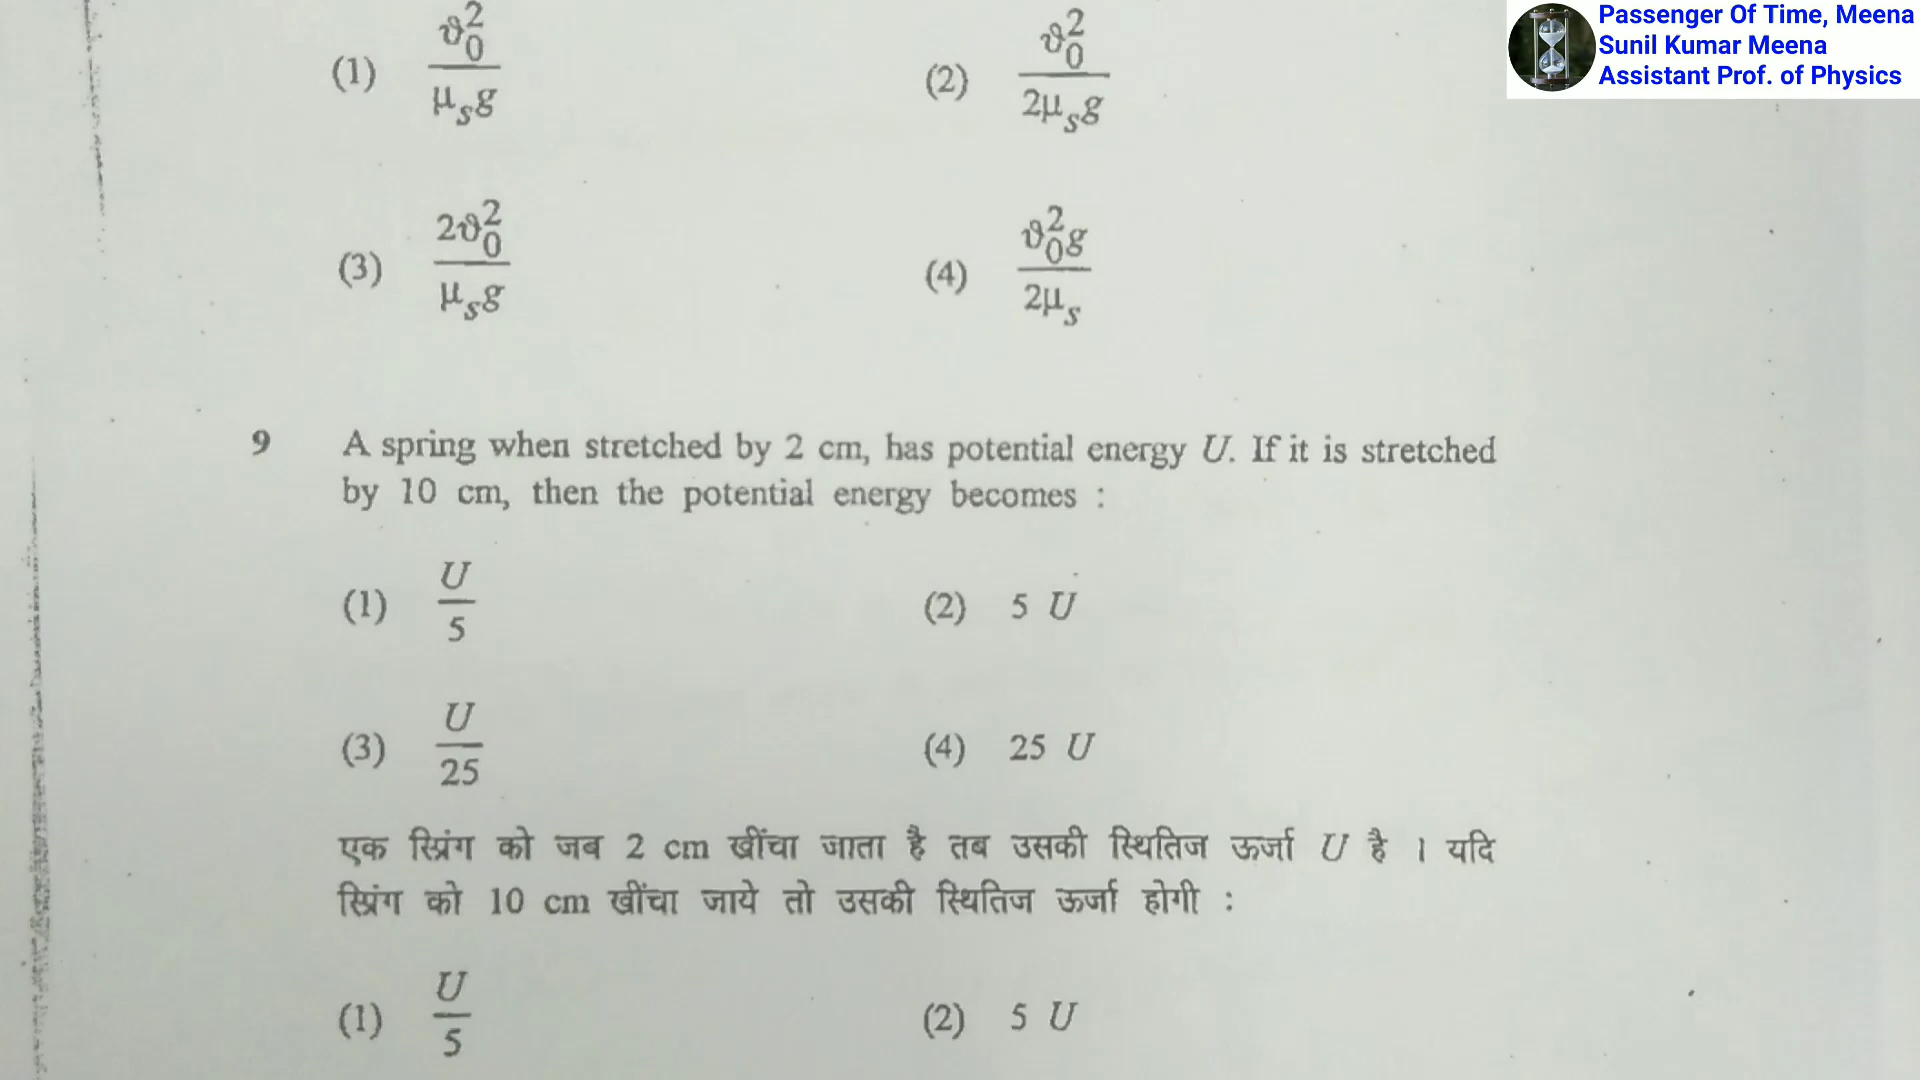 Passenger Of Time, Meena
Sunil Kumar Meena
Assistant Prof. of Physics
(1) ϑ₀²/μₛg (2) ϑ₀²/2μₛg
(3) 2ϑ₀²/μₛg (4) ϑ₀²g/2μₛ
9 A spring when stretched by 2 cm, has potential energy U. If it is stretched
by 10 cm, then the potential energy becomes :
(1) U/5 (2) 5 U
(3) U/25 (4) 25 U
एक स्प्रिंग को जब 2 cm खींचा जाता है तब उसकी स्थितिज ऊर्जा U है । यदि
स्प्रिंग को 10 cm खींचा जाये तो उसकी स्थितिज ऊर्जा होगी :
(1) U/5 (2) 5 U